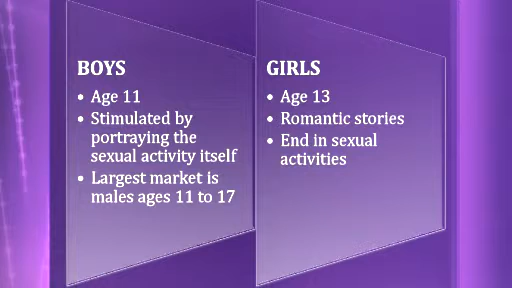 BOYS
• Age 11
• Stimulated by
portraying the
sexual activity itself
• Largest market is
males ages 11 to 17
GIRLS
• Age 13
• Romantic stories
• End in sexual
activities